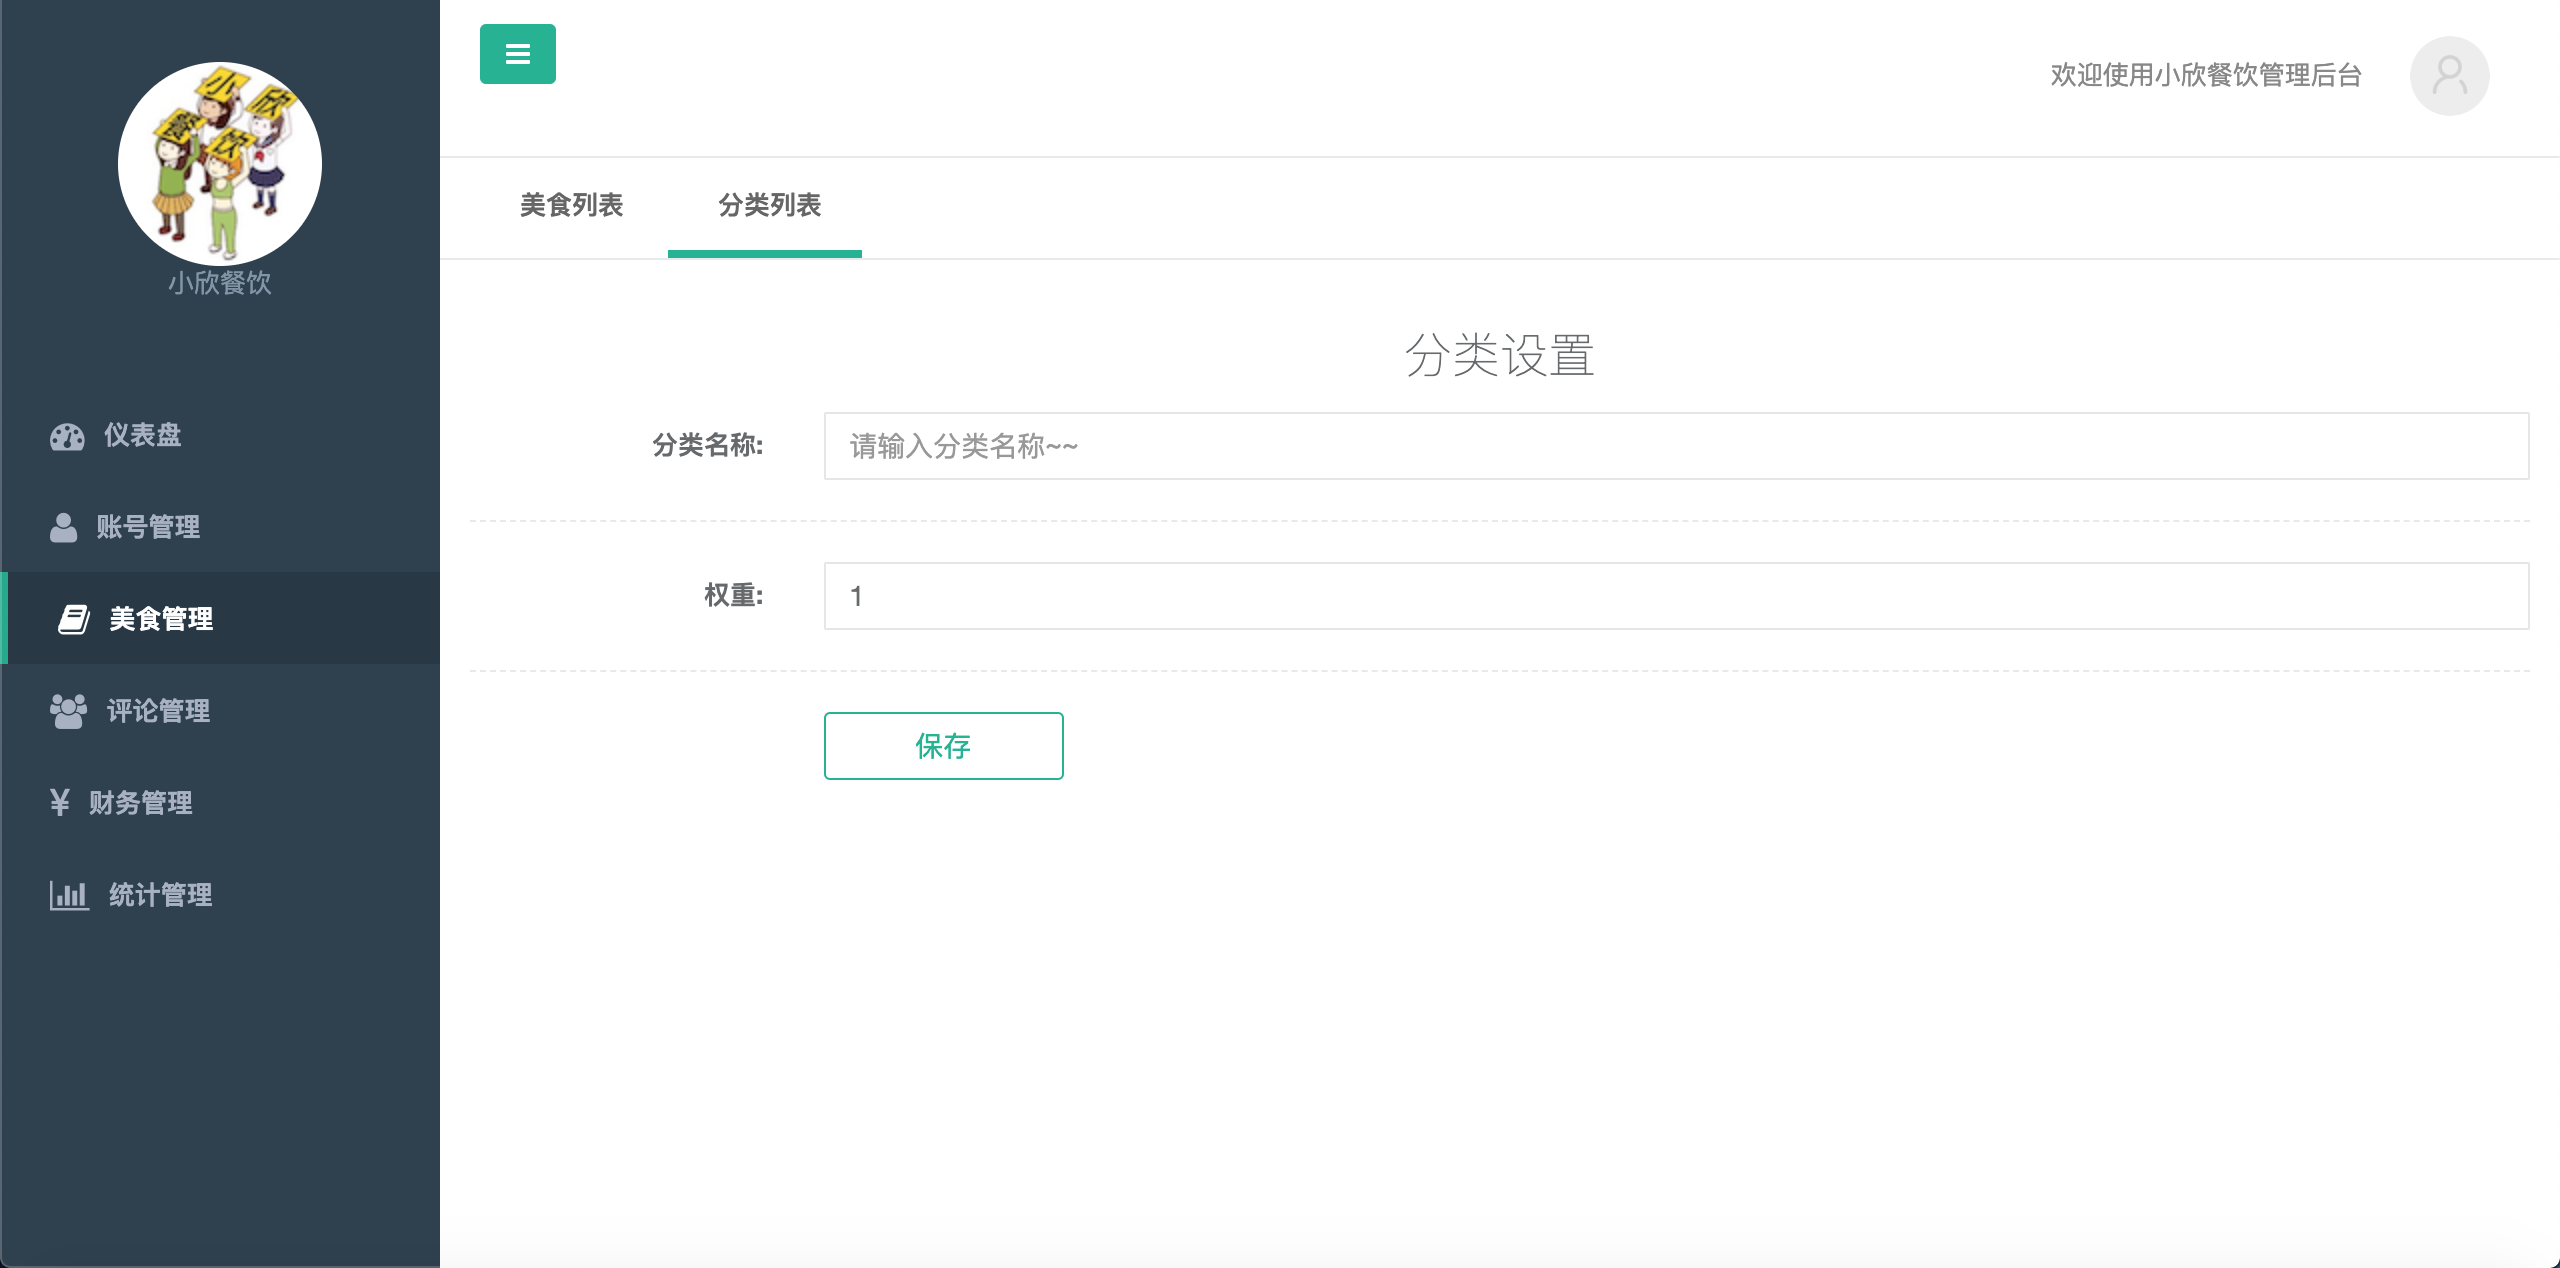 小欣餐饮
小欣餐饮
仪表盘
账号管理
美食管理
评论管理
¥ 财务管理
统计管理
欢迎使用小欣餐饮管理后台
美食列表 分类列表
分类设置
分类名称: 请输入分类名称~~
权重: 1
保存